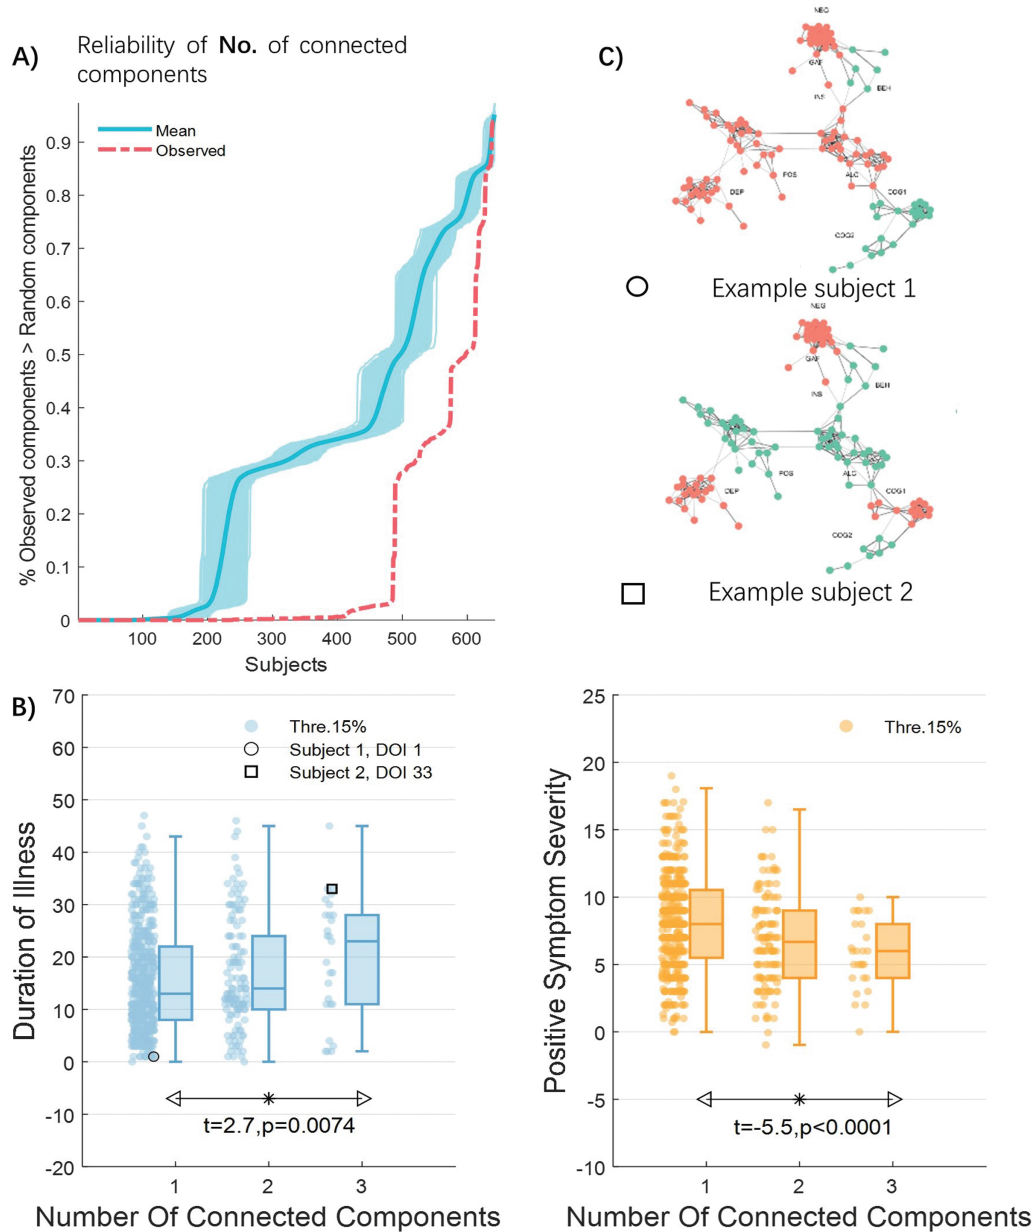 A)
Reliability of No. of connected
components
% Observed components > Random components
0.9
0.8
0.7
0.6
0.5
0.4
0.3
0.2
0.1
0
Mean
Observed
100
200
300
400
500
600
Subjects
C)
NEG
GAF
BEH
INS
POS
ALC
DEP
COG1
COG2
Example subject 1
NEG
GAF
BEH
INS
POS
ALC
DEP
COG1
COG2
Example subject 2
B)
Duration of Illness
70
60
50
40
30
20
10
0
-10
-20
Thre.15%
Subject 1, DOI 1
Subject 2, DOI 33
t=2.7,p=0.0074
1
2
3
Number Of Connected Components
Positive Symptom Severity
25
20
15
10
5
0
-5
-10
Thre.15%
t=-5.5,p<0.0001
1
2
3
Number Of Connected Components